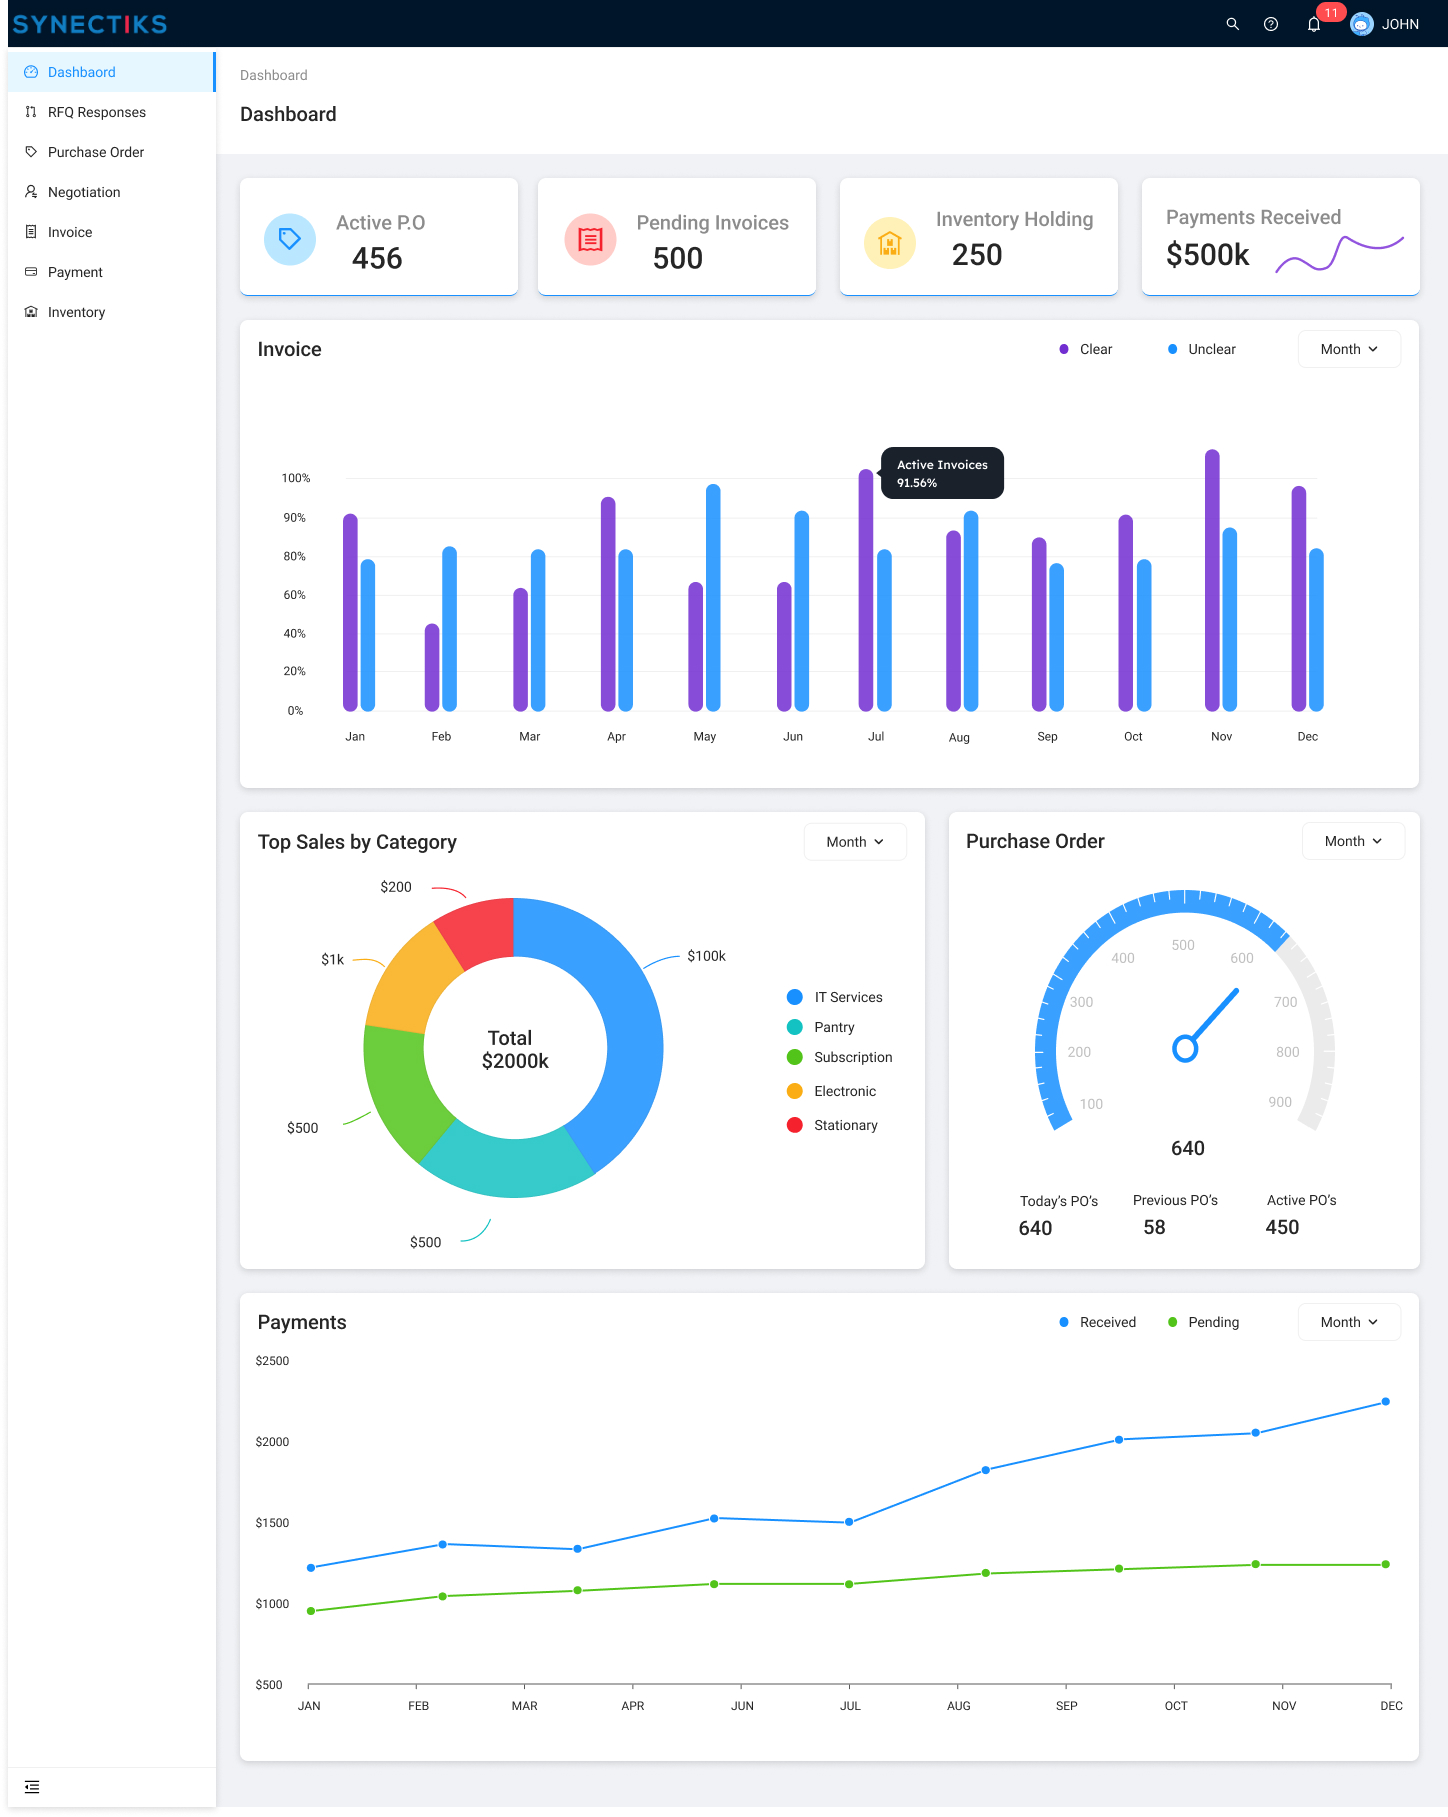 SYNECTIKS
11
JOHN
Dashbaord
RFQ Responses
Purchase Order
Negotiation
Invoice
Payment
Inventory
Dashboard
Dashboard
Active P.O
456
Pending Invoices
500
Inventory Holding
250
Payments Received
$500k
Invoice
Clear
Unclear
Month
Active Invoices
91.56%
100%
90%
80%
60%
40%
20%
0%
Jan Feb Mar Apr May Jun Jul Aug Sep Oct Nov Dec
Top Sales by Category
Month
$200
$1k
$100k
$500
$500
Total
$2000k
IT Services
Pantry
Subscription
Electronic
Stationary
Purchase Order
Month
100
200
300
400
500
600
700
800
900
640
Today’s PO’s
640
Previous PO’s
58
Active PO’s
450
Payments
Received
Pending
Month
$2500
$2000
$1500
$1000
$500
JAN FEB MAR APR JUN JUL AUG SEP OCT NOV DEC